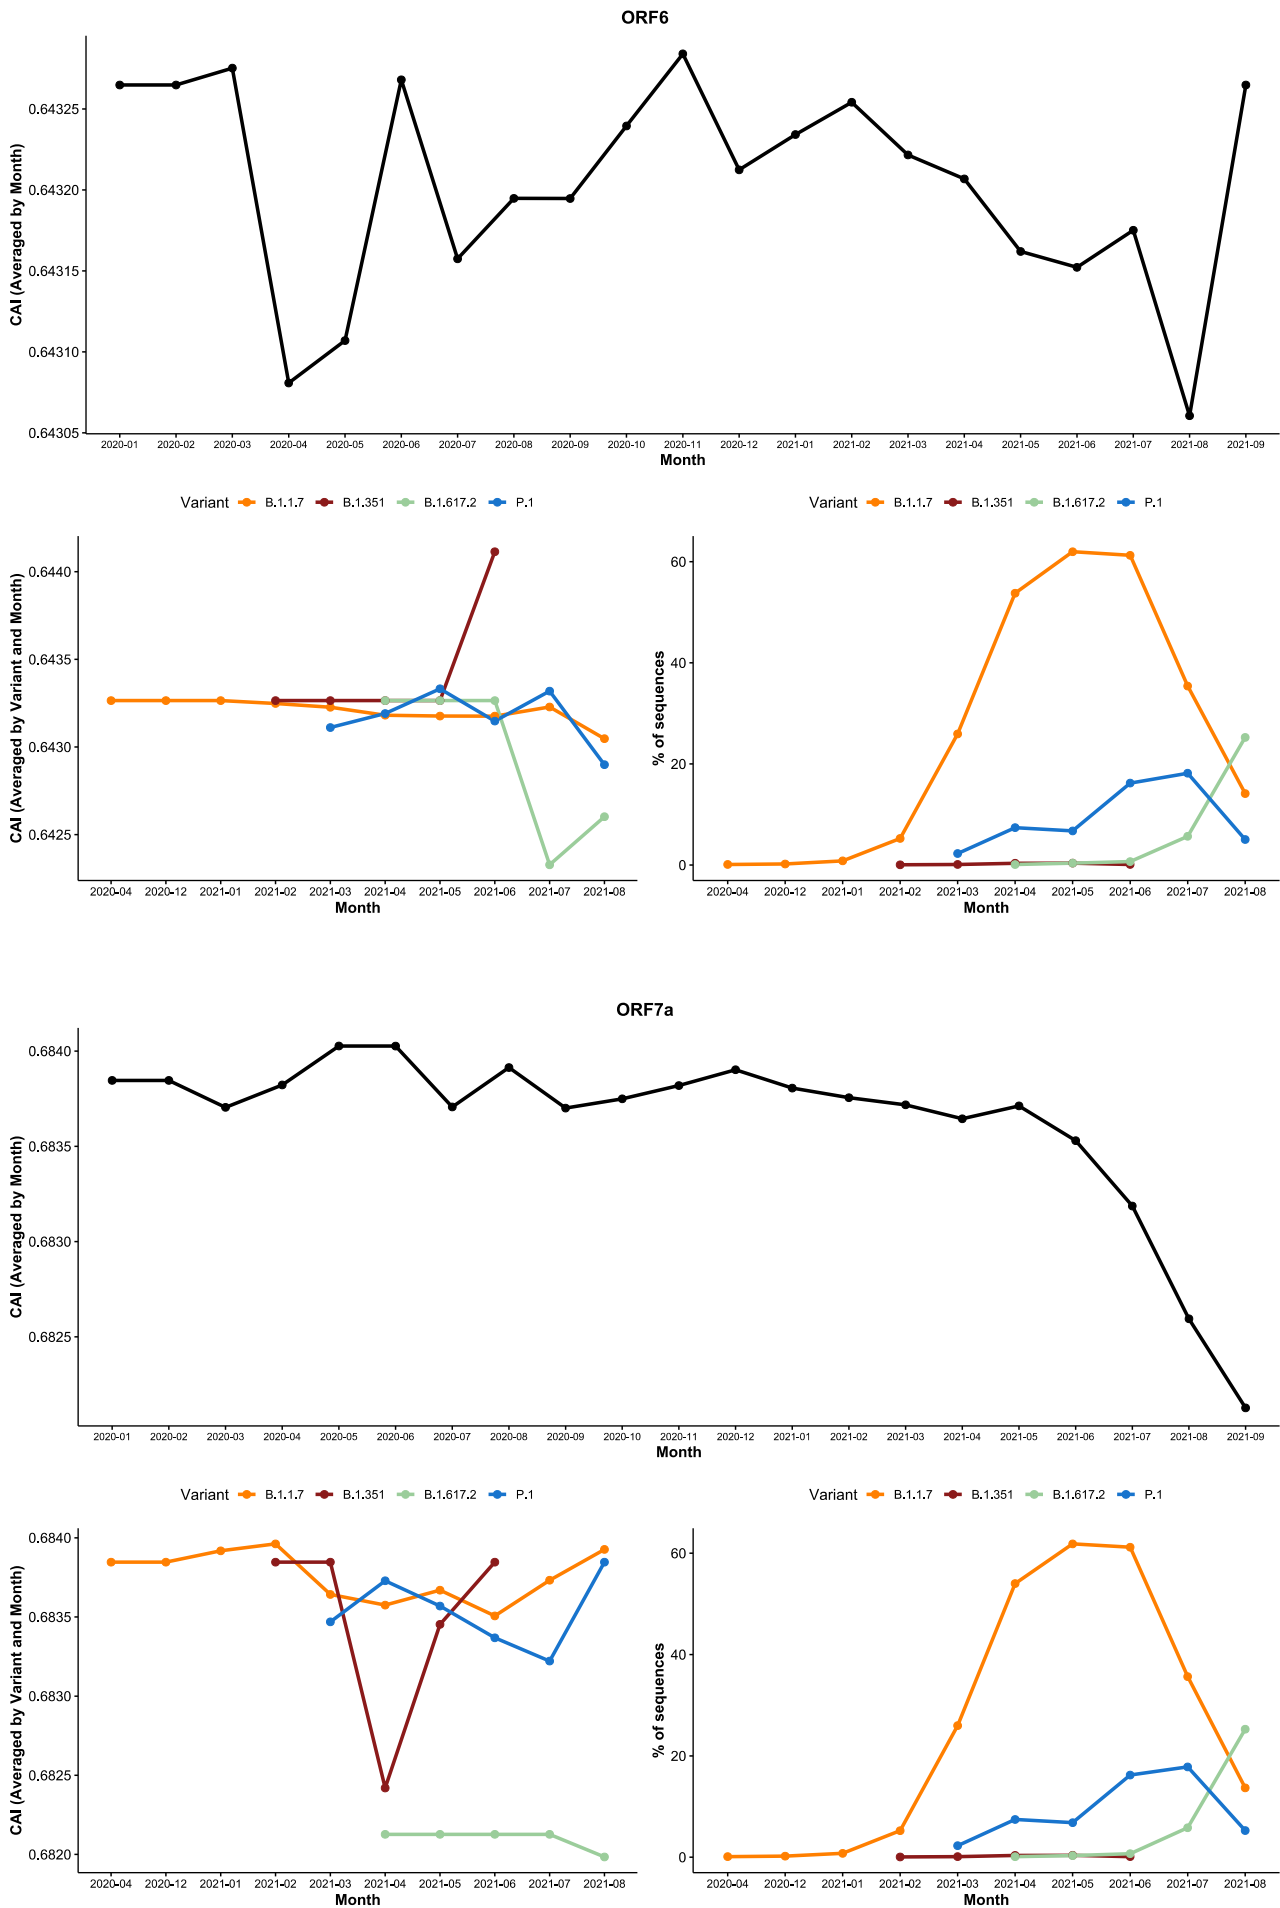 ORF6
CAI (Averaged by Month)
0.64325
0.64320
0.64315
0.64310
0.64305
2020-01 2020-02 2020-03 2020-04 2020-05 2020-06 2020-07 2020-08 2020-09 2020-10 2020-11 2020-12 2021-01 2021-02 2021-03 2021-04 2021-05 2021-06 2021-07 2021-08 2021-09
Month
Variant B.1.1.7 B.1.351 B.1.617.2 P.1
CAI (Averaged by Variant and Month)
0.6440
0.6435
0.6430
0.6425
2020-04 2020-12 2021-01 2021-02 2021-03 2021-04 2021-05 2021-06 2021-07 2021-08
Month
Variant B.1.1.7 B.1.351 B.1.617.2 P.1
% of sequences
60
40
20
0
2020-04 2020-12 2021-01 2021-02 2021-03 2021-04 2021-05 2021-06 2021-07 2021-08
Month
ORF7a
CAI (Averaged by Month)
0.6840
0.6835
0.6830
0.6825
2020-01 2020-02 2020-03 2020-04 2020-05 2020-06 2020-07 2020-08 2020-09 2020-10 2020-11 2020-12 2021-01 2021-02 2021-03 2021-04 2021-05 2021-06 2021-07 2021-08 2021-09
Month
Variant B.1.1.7 B.1.351 B.1.617.2 P.1
CAI (Averaged by Variant and Month)
0.6840
0.6835
0.6830
0.6825
0.6820
2020-04 2020-12 2021-01 2021-02 2021-03 2021-04 2021-05 2021-06 2021-07 2021-08
Month
Variant B.1.1.7 B.1.351 B.1.617.2 P.1
% of sequences
60
40
20
0
2020-04 2020-12 2021-01 2021-02 2021-03 2021-04 2021-05 2021-06 2021-07 2021-08
Month